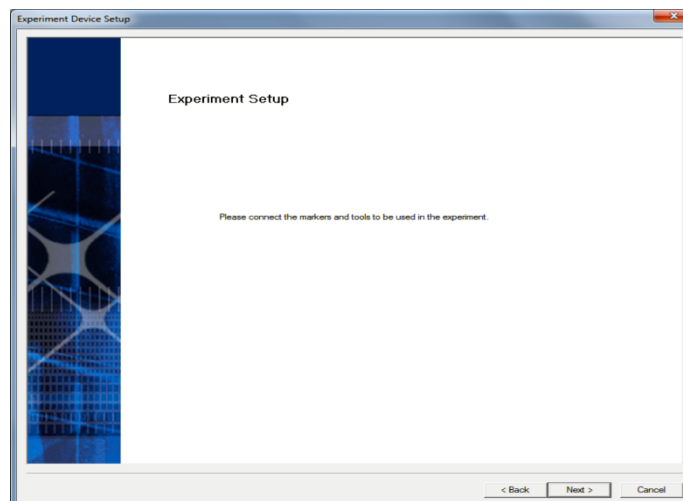 Experiment Device Setup
Experiment Setup
Please connect the markers and tools to be used in the experiment.
< Back Next > Cancel